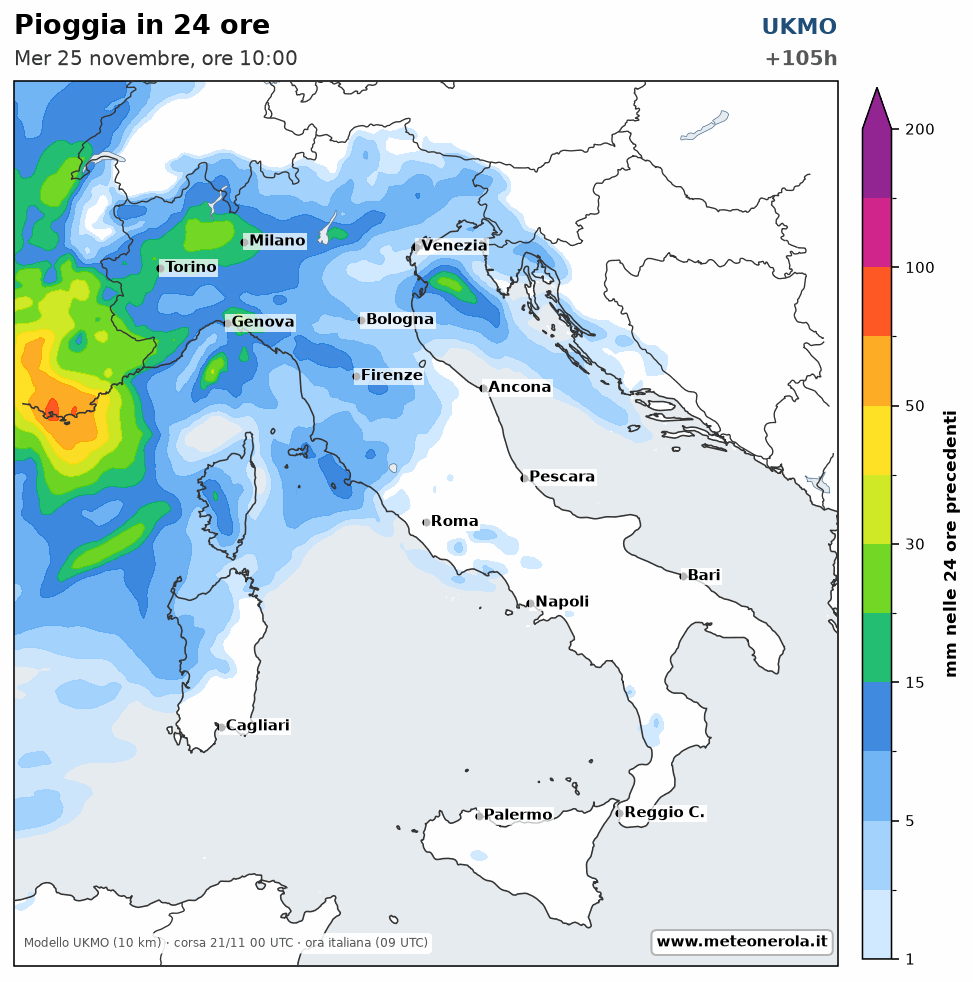 Pioggia in 24 ore
UKMO
Mer 25 novembre, ore 10:00
+105h
200
100
50
30
15
5
1
mm nelle 24 ore precedenti
Milano
Venezia
Torino
Genova
Bologna
Firenze
Ancona
Pescara
Roma
Bari
Napoli
Cagliari
Palermo
Reggio C.
Modello UKMO (10 km) · corsa 21/11 00 UTC · ora italiana (09 UTC)
www.meteonerola.it